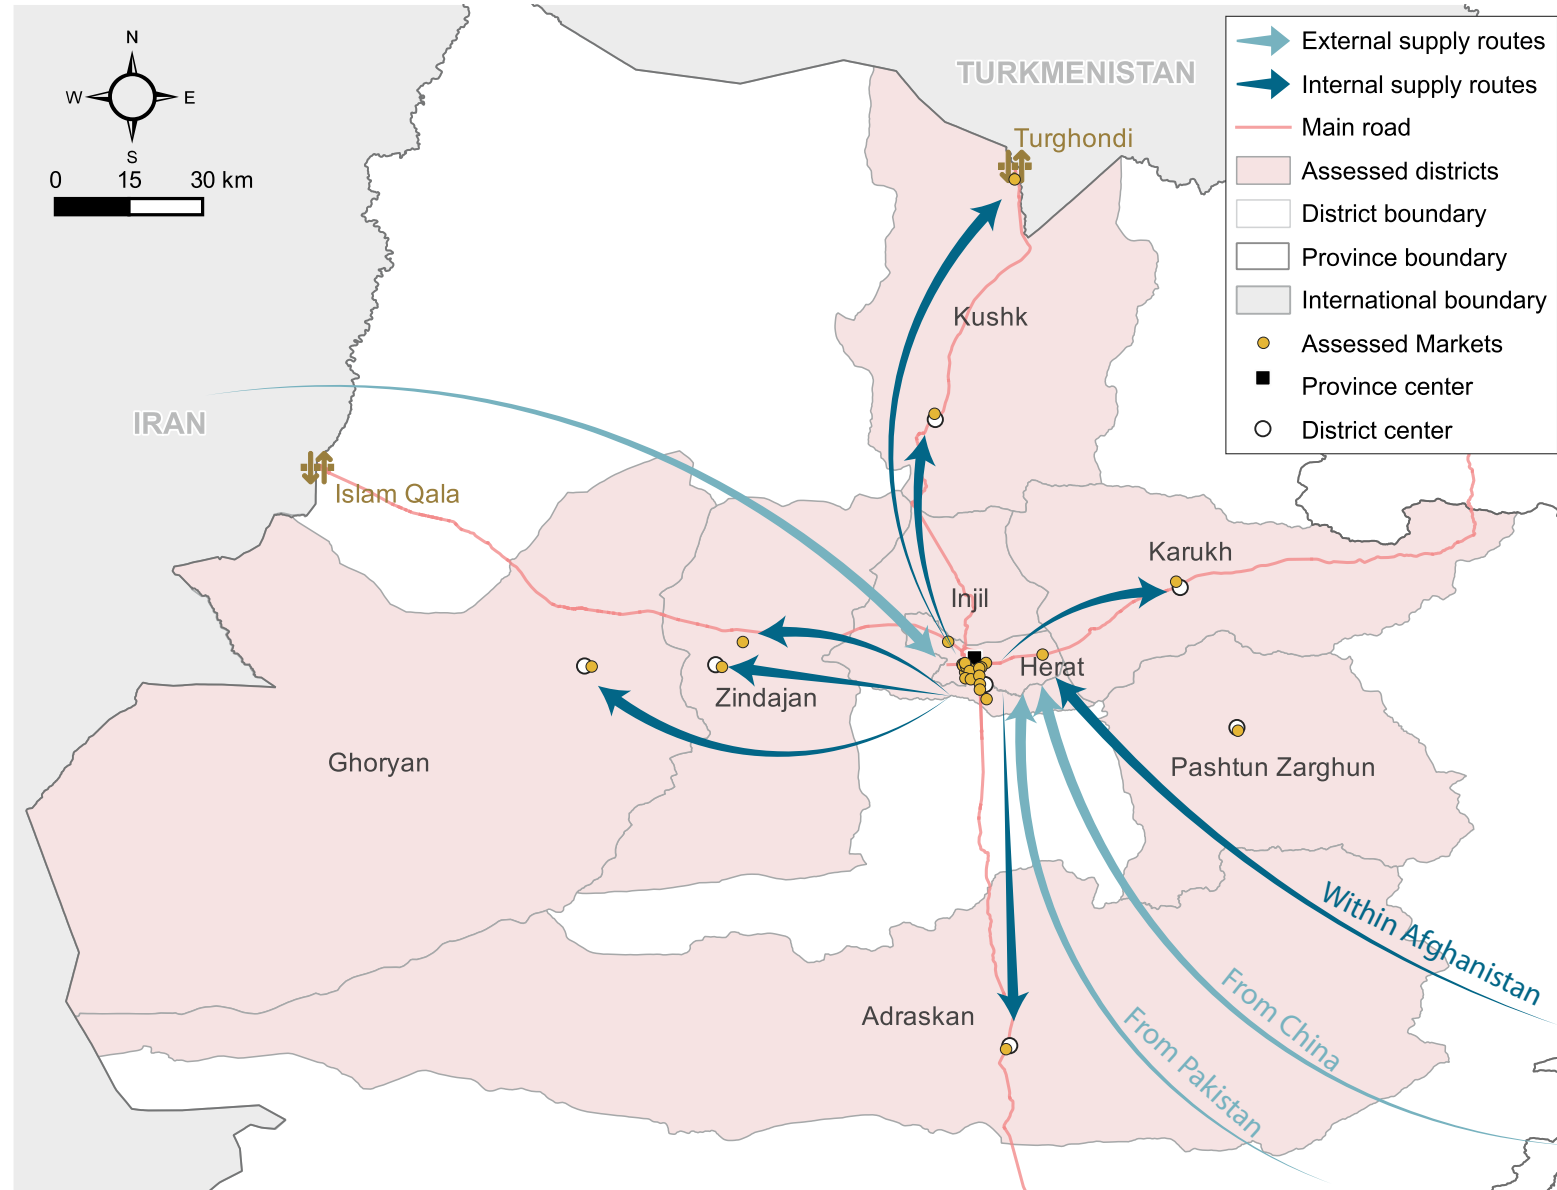 N
W E
S
0 15 30 km
TURKMENISTAN
Turghondi
External supply routes
Internal supply routes
Main road
Assessed districts
District boundary
Province boundary
International boundary
Assessed Markets
Province center
District center
Kushk
IRAN
Islam Qala
Karukh
Injil
Herat
Zindajan
Ghoryan
Pashtun Zarghun
Adraskan
Within Afghanistan
From China
From Pakistan